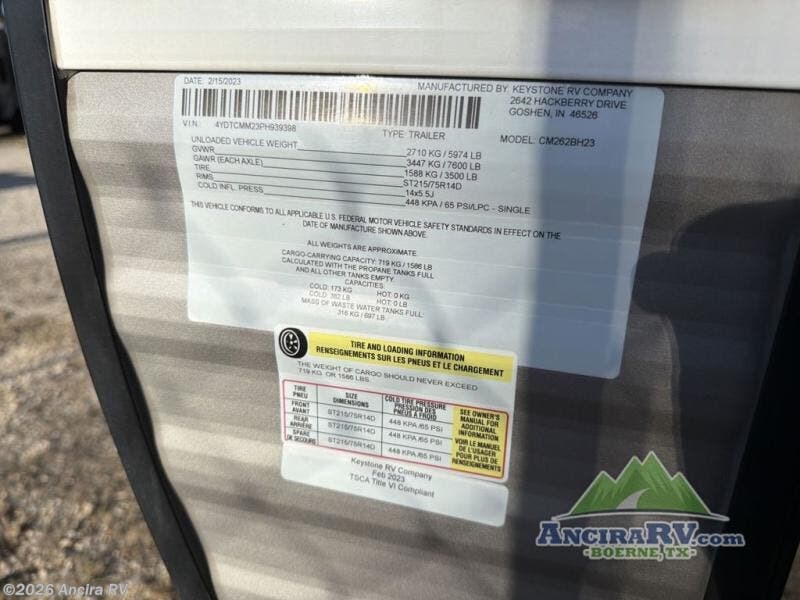 DATE: 2/15/2023
MANUFACTURED BY: KEYSTONE RV COMPANY
2642 HACKBERRY DRIVE
GOSHEN, IN 46526
V.I.N.: 4YDTCMM23PH939398
TYPE: TRAILER
MODEL: CM262BH23
UNLOADED VEHICLE WEIGHT 2710 KG / 5974 LB
GVWR 3447 KG / 7600 LB
GAWR (EACH AXLE) 1588 KG / 3500 LB
TIRE ST215/75R14D
RIMS 14x5.5J
COLD INFL. PRESS 448 KPA / 65 PSI/LPC - SINGLE
THIS VEHICLE CONFORMS TO ALL APPLICABLE U.S. FEDERAL MOTOR VEHICLE SAFETY STANDARDS IN EFFECT ON THE
DATE OF MANUFACTURE SHOWN ABOVE.
ALL WEIGHTS ARE APPROXIMATE.
CARGO-CARRYING CAPACITY: 719 KG / 1586 LB
CALCULATED WITH THE PROPANE TANKS FULL
AND ALL OTHER TANKS EMPTY.
CAPACITIES:
COLD: 173 KG HOT: 0 KG
COLD: 382 LB HOT: 0 LB
MASS OF WASTE WATER TANKS FULL:
316 KG / 697 LB
TIRE AND LOADING INFORMATION
RENSEIGNEMENTS SUR LES PNEUS ET LE CHARGEMENT
THE WEIGHT OF CARGO SHOULD NEVER EXCEED
719 KG. OR 1586 LBS.
TIRE PNEU SIZE DIMENSIONS COLD TIRE PRESSURE PRESSION DES PNEUS A FROID
FRONT AVANT ST215/75R14D 448 KPA /65 PSI
REAR ARRIÈRE ST215/75R14D 448 KPA /65 PSI
SPARE DE SECOURS ST215/75R14D 448 KPA /65 PSI
SEE OWNER'S
MANUAL FOR
ADDITIONAL
INFORMATION
VOIR LE MANUEL
DE L'USAGER
POUR PLUS DE
RENSEIGNEMENTS
Keystone RV Company
Feb 2023
TSCA Title VI Compliant
ANCIRARV.com
BOERNE, TX
©2026 Ancira RV